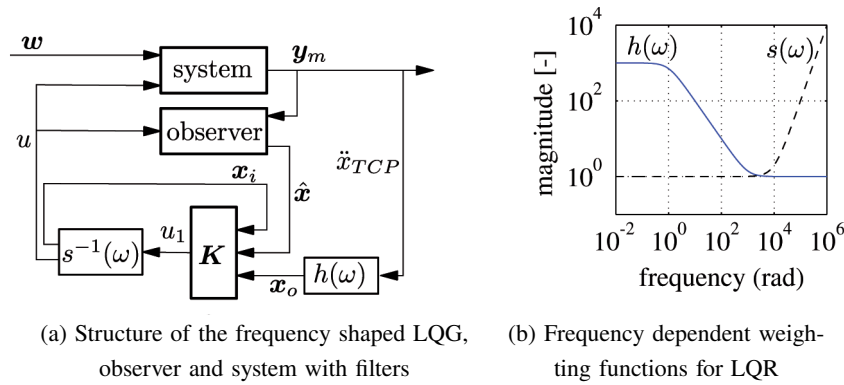 w
system
y_m
observer
u
x_i
x̂
ẍ_TCP
u_1
s^{-1}(ω)
K
x_o
h(ω)
(a) Structure of the frequency shaped LQG,
observer and system with filters
10^4
10^2
10^0
magnitude [-]
h(ω)
s(ω)
10^{-2} 10^0 10^2 10^4 10^6
frequency (rad)
(b) Frequency dependent weigh-
ting functions for LQR